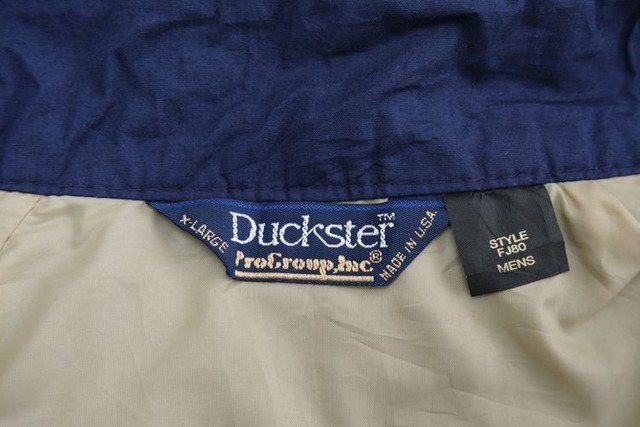 X-LARGE
Duckster™
ProGroup, Inc®
MADE IN U.S.A.
STYLE
FJ80
MENS